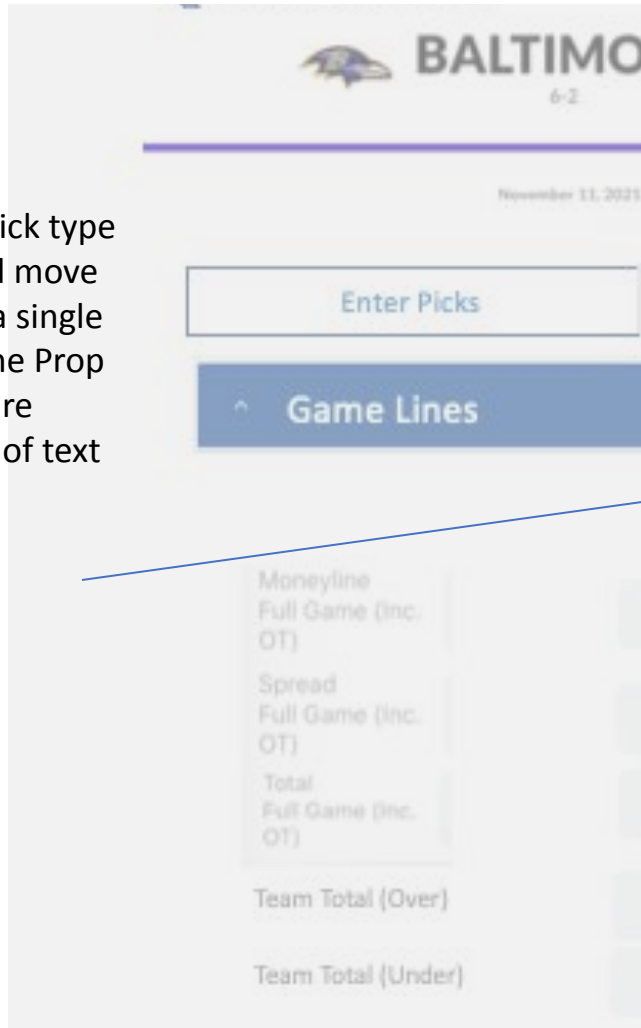 BALTIMO
6-2
November 11, 2021
ick type
l move
a single
ne Prop
re
of text
Enter Picks
Game Lines
Moneyline
Full Game (Inc.
OT)
Spread
Full Game (Inc.
OT)
Total
Full Game (Inc.
OT)
Team Total (Over)
Team Total (Under)